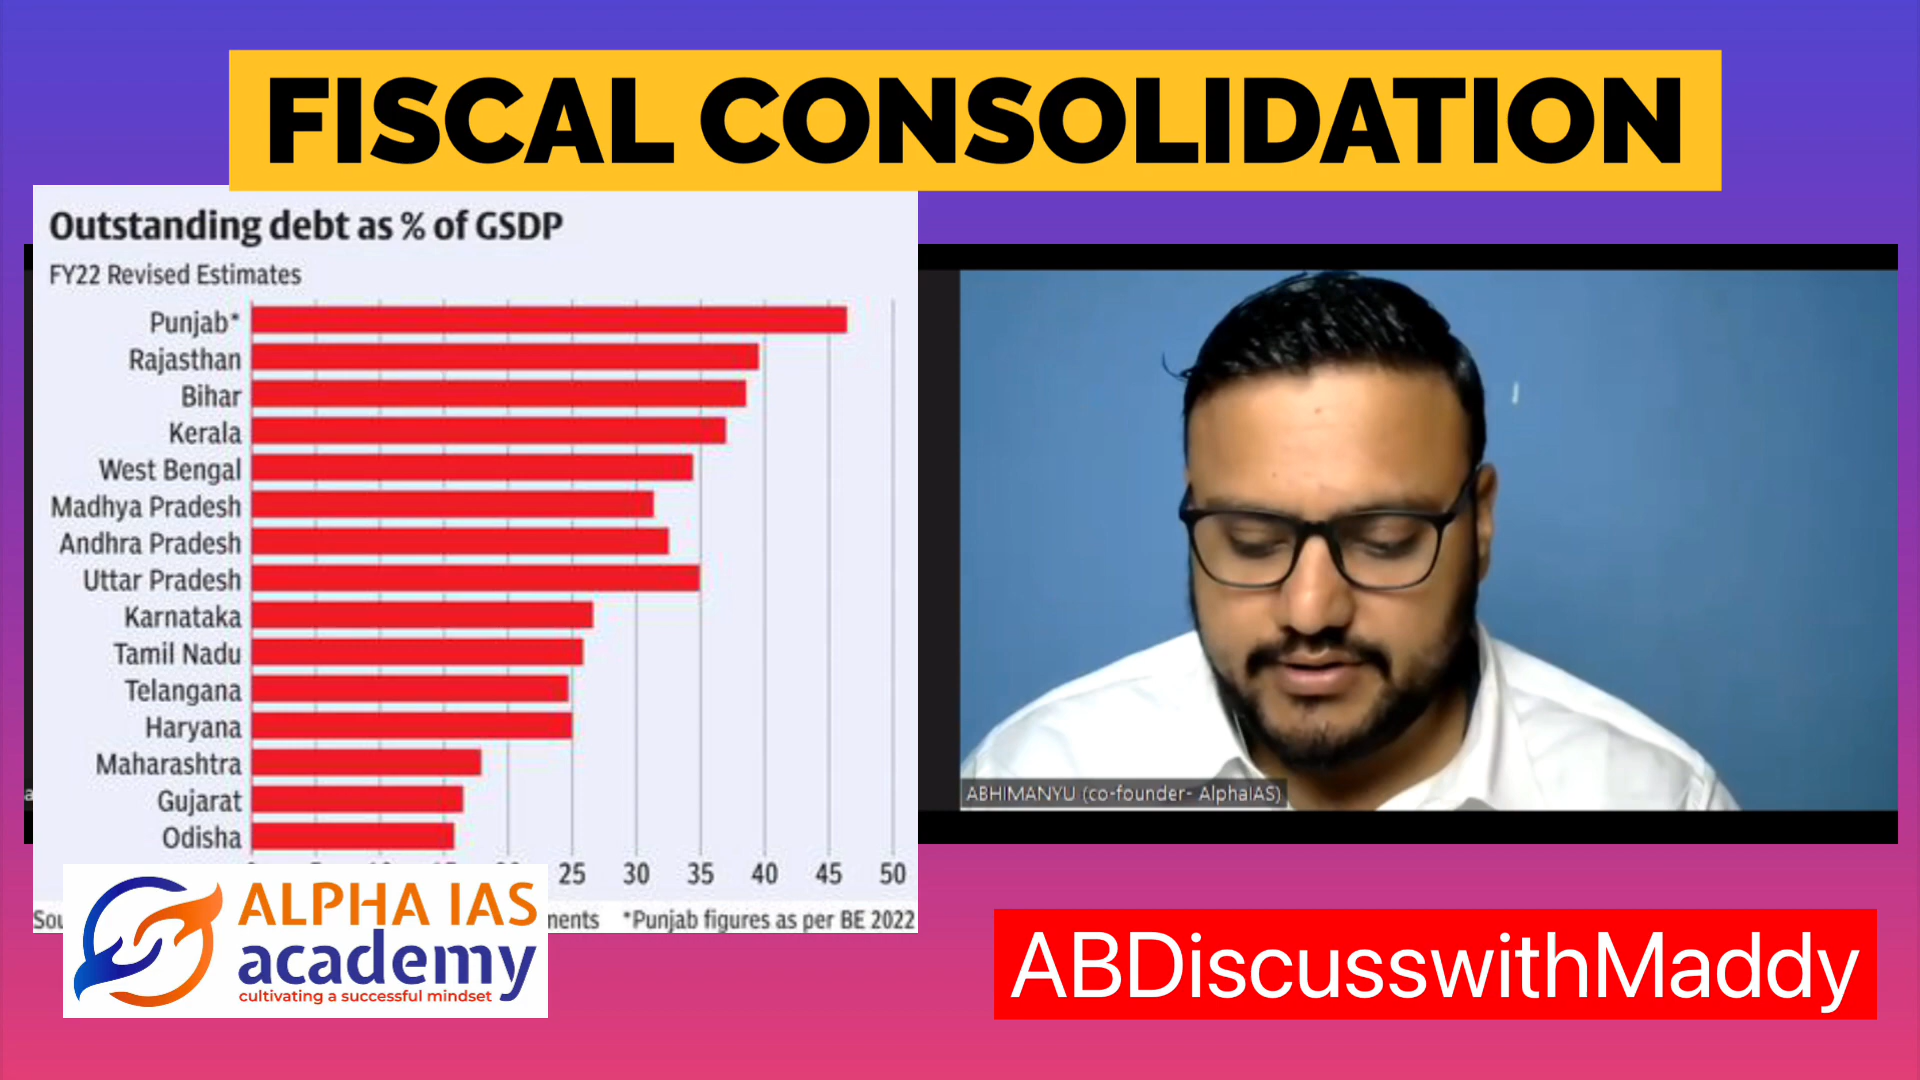 FISCAL CONSOLIDATION
Outstanding debt as % of GSDP
FY22 Revised Estimates
Punjab*
Rajasthan
Bihar
Kerala
West Bengal
Madhya Pradesh
Andhra Pradesh
Uttar Pradesh
Karnataka
Tamil Nadu
Telangana
Haryana
Maharashtra
Gujarat
Odisha
25 30 35 40 45 50
*Punjab figures as per BE 2022
ALPHA IAS
academy
cultivating a successful mindset
ABHIMANYU (co-founder- AlphaIAS)
ABDiscusswithMaddy